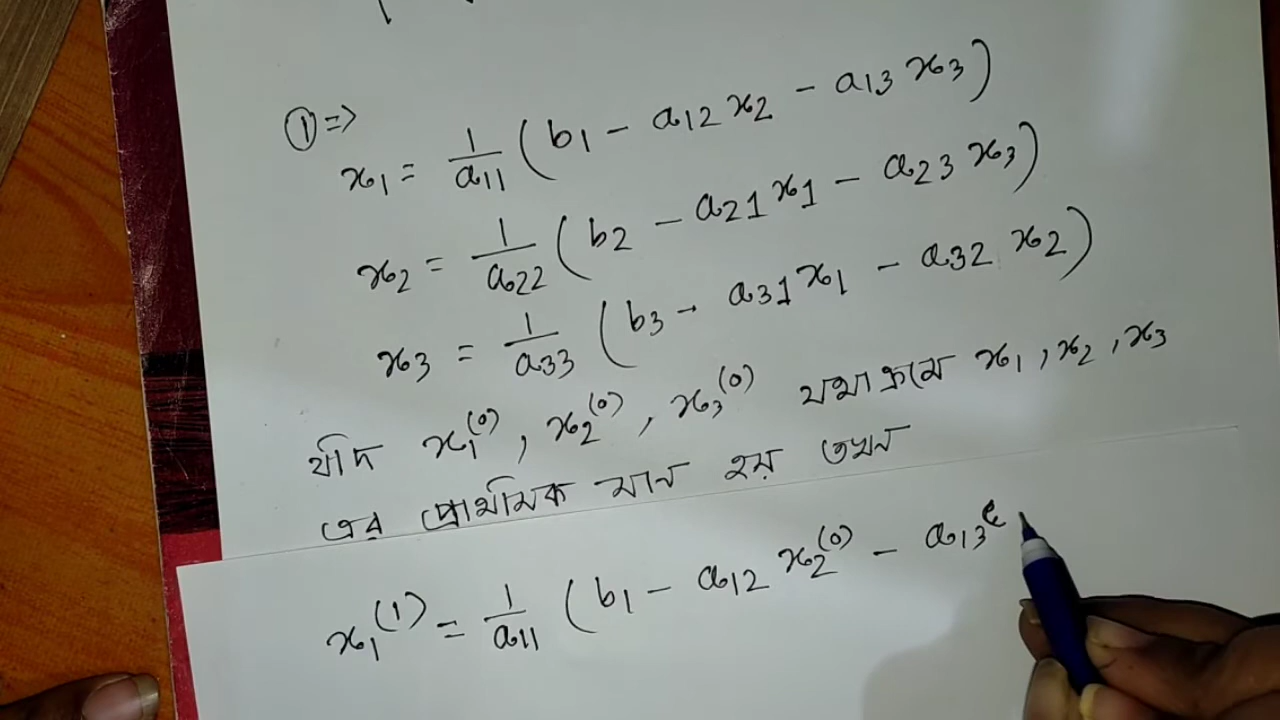 ① =>
x₁ = 1/a₁₁ (b₁ - a₁₂ x₂ - a₁₃ x₃)
x₂ = 1/a₂₂ (b₂ - a₂₁ x₁ - a₂₃ x₃)
x₃ = 1/a₃₃ (b₃ - a₃₁ x₁ - a₃₂ x₂)
যদি x₁⁽⁰⁾, x₂⁽⁰⁾, x₃⁽⁰⁾ যথাক্রমে x₁, x₂, x₃
এর প্রাথমিক মান হয় তখন
x₁⁽¹⁾ = 1/a₁₁ (b₁ - a₁₂ x₂⁽⁰⁾ - a₁₃